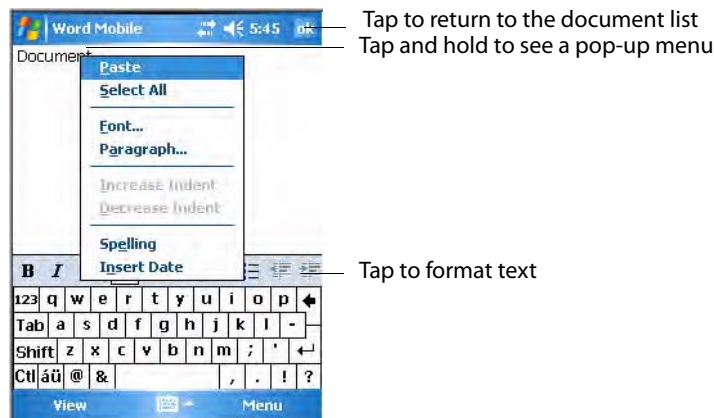 Word Mobile 5:45 ok
Tap to return to the document list
Tap and hold to see a pop-up menu
Document
Paste
Select All
Font...
Paragraph...
Increase Indent
Decrease Indent
Spelling
Insert Date
B I
Tap to format text
123 q w e r t y u i o p
Tab a s d f g h j k l -
Shift z x c v b n m ; '
Ctl áü @ & , . ! ?
View Menu